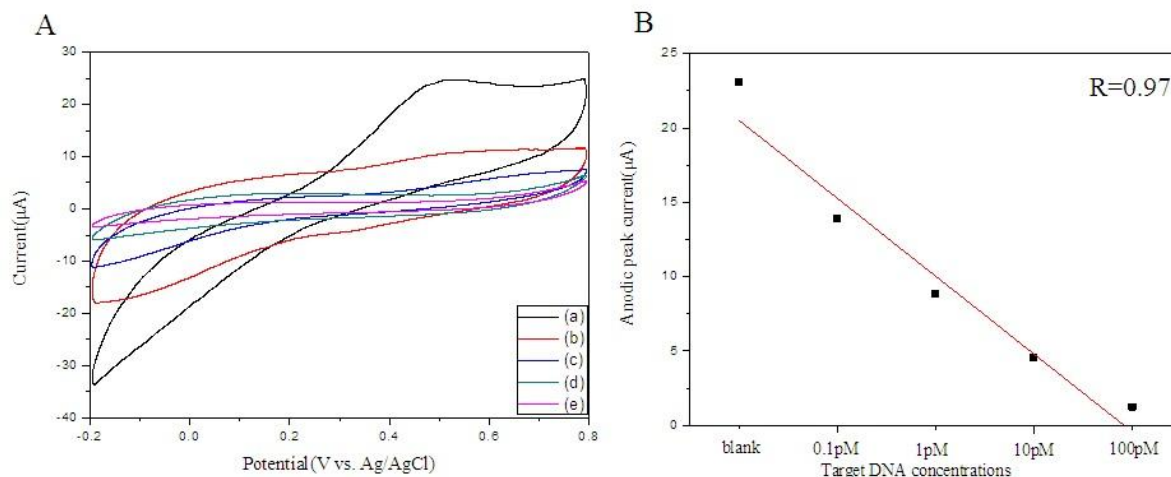 A
30
20
10
0
-10
-20
-30
-40
Current(μA)
-0.2
0.0
0.2
0.4
0.6
0.8
Potential(V vs. Ag/AgCl)
(a)
(b)
(c)
(d)
(e)
B
R=0.97
25
20
15
10
5
0
Anodic peak current(μA)
blank
0.1pM
1pM
10pM
100pM
Target DNA concentrations